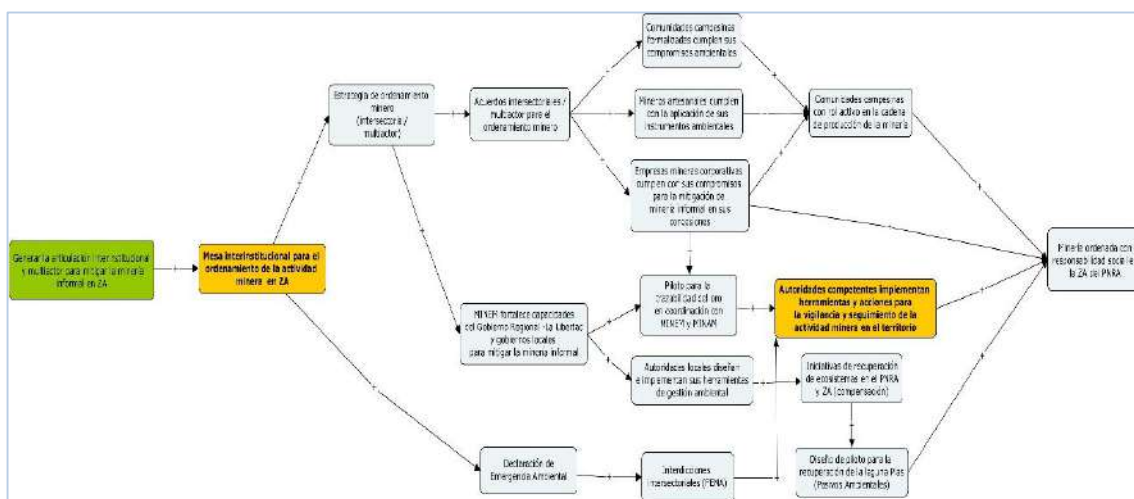 Generar la articulación interinstitucional
y multiactor para mitigar la minería
informal en ZA
Mesa interinstitucional para el
ordenamiento de la actividad
minera en ZA
Estrategia de ordenamiento
minero
(intersectorial/
multiactor)
Acuerdos intersectoriales /
multiactor para el
ordenamiento minero
Comunidades campesinas
formalizadas cumplen sus
compromisos ambientales
Mineros artesanales cumplen
con la aplicación de sus
instrumentos ambientales
Empresas mineras corporativas
cumplen con sus compromisos
para la mitigación de
minería informal en sus
concesiones
Comunidades campesinas
con rol activo en la cadena
de producción de la minería
MINEM fortalece capacidades
del Gobierno Regional -La Libertad
y gobiernos locales
para mitigar la minería informal
Piloto para la
trazabilidad del oro
en coordinación con
MINEM y MINAM
Autoridades competentes implementan
herramientas y acciones para
la vigilancia y seguimiento de la
actividad minera en el territorio
Autoridades locales diseñan
e implementan sus herramientas
de gestión ambiental
Iniciativas de recuperación
de ecosistemas en el PNRA
y ZA (compensación)
Declaración de
Emergencia Ambiental
Interdicciones
intersectoriales (FEMA)
Diseño de piloto para la
recuperación de la laguna Pias
(Pasivos Ambientales)
Minería ordenada con
responsabilidad social en
la ZA del PNRA